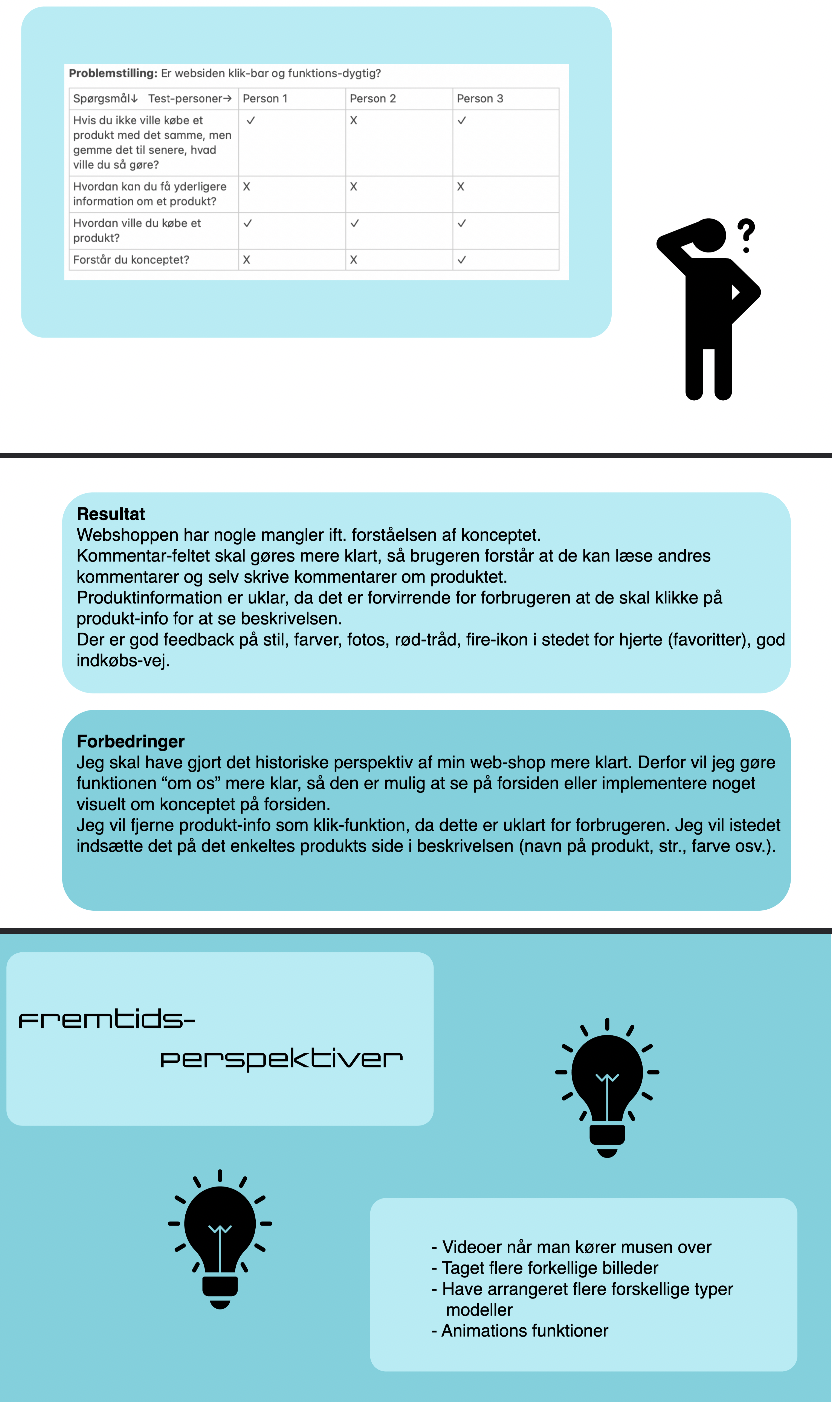 Problemstilling: Er websiden klik-bar og funktions-dygtig?
Spørgsmål↓ Test-personer→ Person 1 Person 2 Person 3
Hvis du ikke ville købe et ✓ X ✓
produkt med det samme, men
gemme det til senere, hvad
ville du så gøre?
Hvordan kan du få yderligere X X X
information om et produkt?
Hvordan ville du købe et ✓ ✓ ✓
produkt?
Forstår du konceptet? X X ✓
?
Resultat
Webshoppen har nogle mangler ift. forståelsen af konceptet.
Kommentar-feltet skal gøres mere klart, så brugeren forstår at de kan læse andres
kommentarer og selv skrive kommentarer om produktet.
Produktinformation er uklar, da det er forvirrende for forbrugeren at de skal klikke på
produkt-info for at se beskrivelsen.
Der er god feedback på stil, farver, fotos, rød-tråd, fire-ikon i stedet for hjerte (favoritter), god
indkøbs-vej.
Forbedringer
Jeg skal have gjort det historiske perspektiv af min web-shop mere klart. Derfor vil jeg gøre
funktionen “om os” mere klar, så den er mulig at se på forsiden eller implementere noget
visuelt om konceptet på forsiden.
Jeg vil fjerne produkt-info som klik-funktion, da dette er uklart for forbrugeren. Jeg vil istedet
indsætte det på det enkeltes produkts side i beskrivelsen (navn på produkt, str., farve osv.).
Fremtids-
Perspektiver
- Videoer når man kører musen over
- Taget flere forkellige billeder
- Have arrangeret flere forskellige typer
modeller
- Animations funktioner